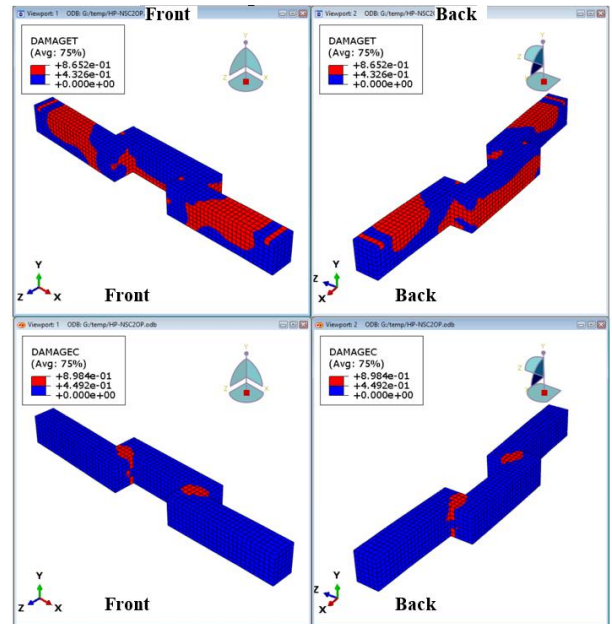 Front
Back
Viewport: 1 ODB: G:/temp/HP-NSC2OP.
Viewport: 2 ODB: G:/temp/HP-NSC2OP.
DAMAGET
(Avg: 75%)
+8.652e-01
+4.326e-01
+0.000e+00
Y
Z
X
Front
DAMAGET
(Avg: 75%)
+8.652e-01
+4.326e-01
+0.000e+00
Y
Z
Y
Z
X
Back
Viewport: 1 ODB: G:/temp/HP-NSC2OP.odb
Viewport: 2 ODB: G:/temp/HP-NSC2OP.odb
DAMAGEC
(Avg: 75%)
+8.984e-01
+4.492e-01
+0.000e+00
Y
Z
X
Front
DAMAGEC
(Avg: 75%)
+8.984e-01
+4.492e-01
+0.000e+00
Y
Z
X
Back